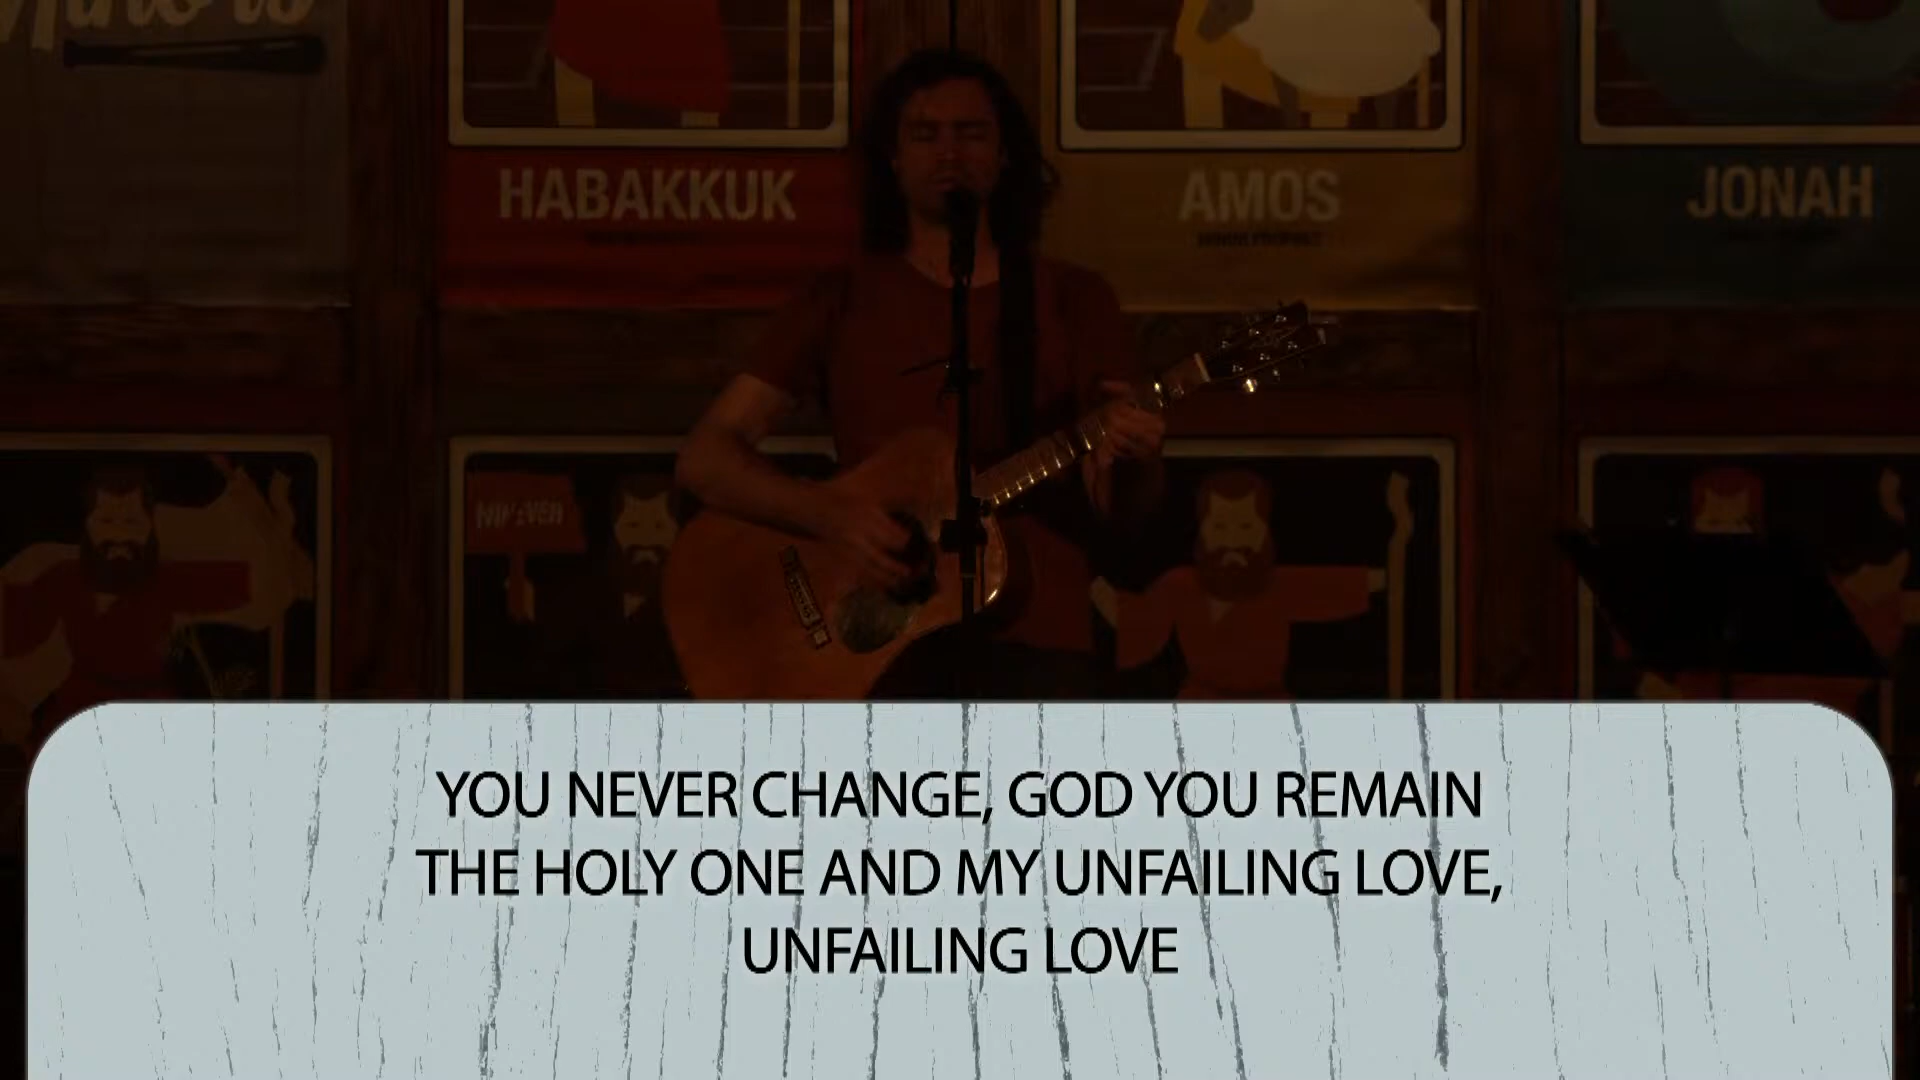 HABAKKUK
AMOS
JONAH
YOU NEVER CHANGE, GOD YOU REMAIN
THE HOLY ONE AND MY UNFAILING LOVE,
UNFAILING LOVE